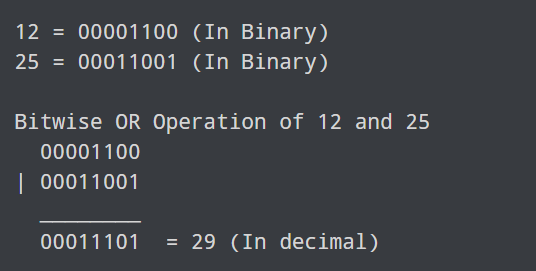 12 = 00001100 (In Binary)
25 = 00011001 (In Binary)
Bitwise OR Operation of 12 and 25
00001100
| 00011001
________
00011101 = 29 (In decimal)